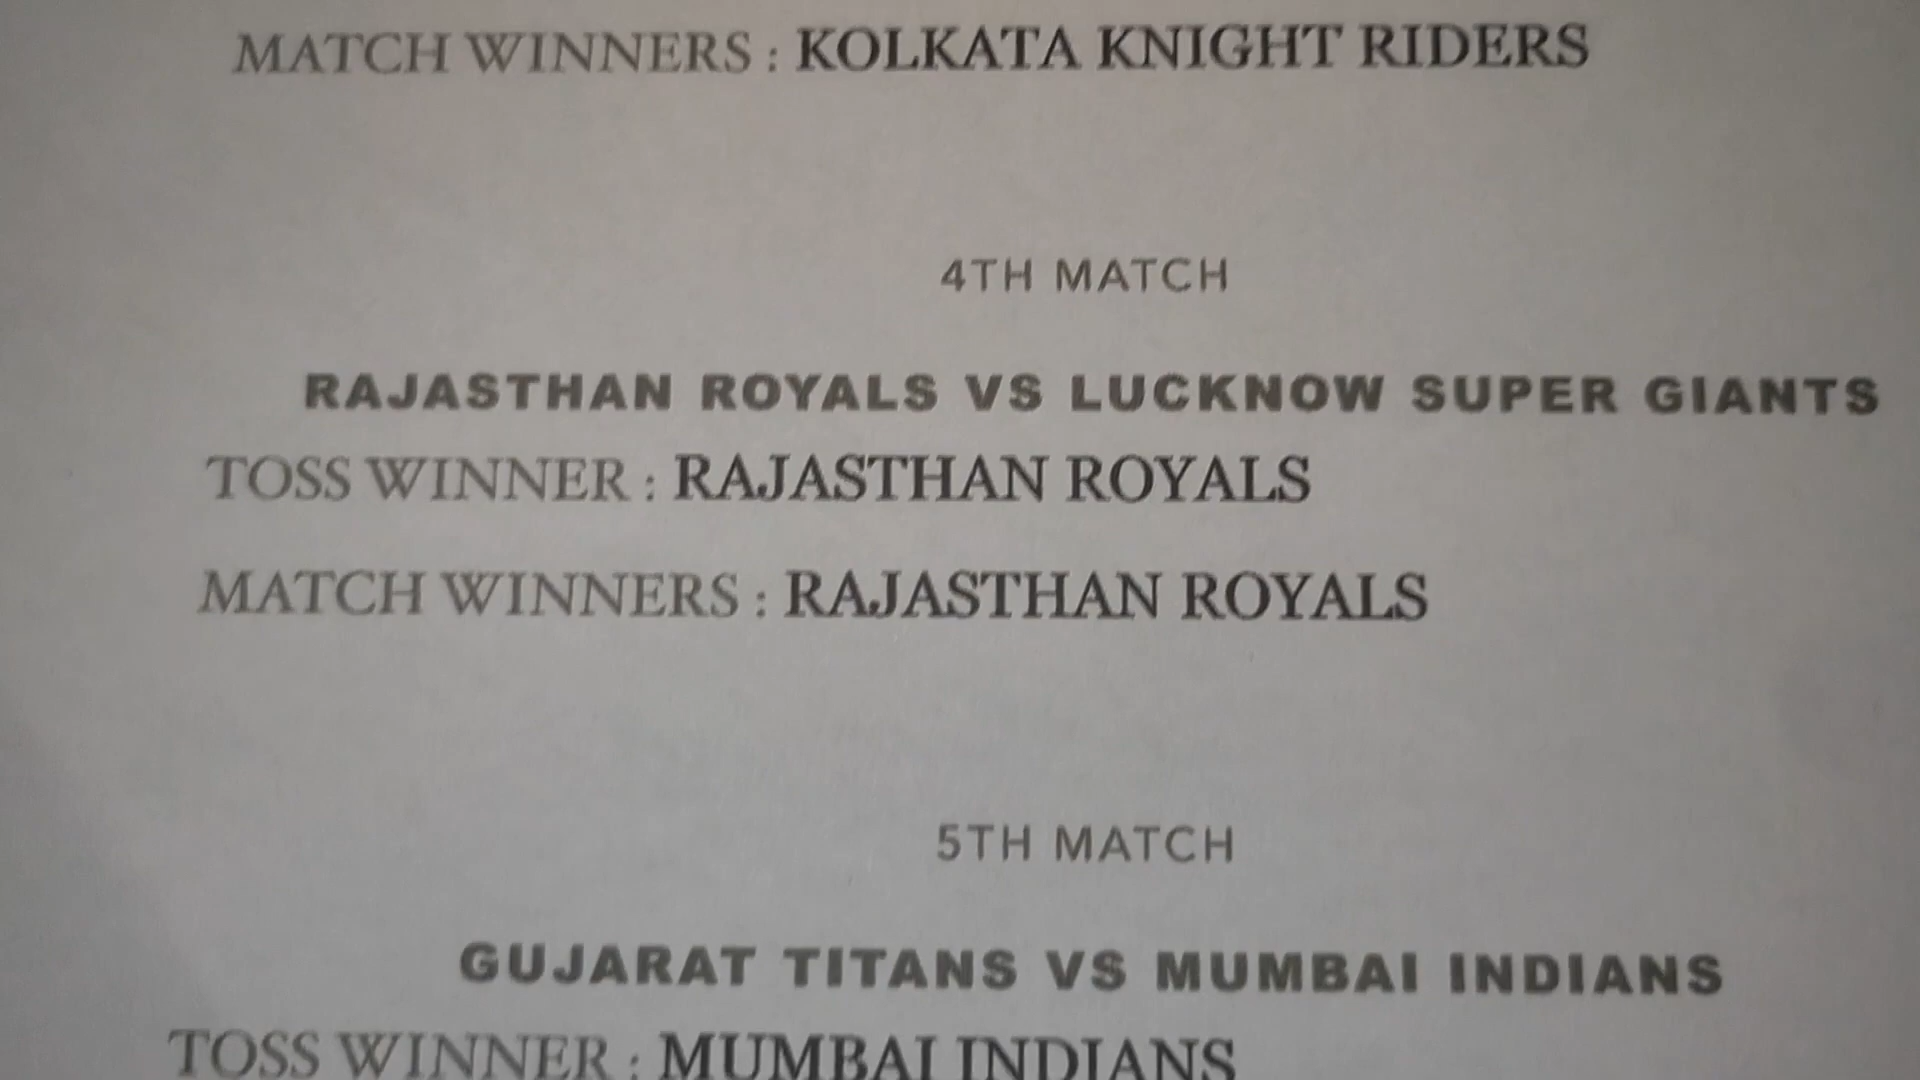 MATCH WINNERS : KOLKATA KNIGHT RIDERS
4TH MATCH
RAJASTHAN ROYALS VS LUCKNOW SUPER GIANTS
TOSS WINNER : RAJASTHAN ROYALS
MATCH WINNERS : RAJASTHAN ROYALS
5TH MATCH
GUJARAT TITANS VS MUMBAI INDIANS
TOSS WINNER : MUMBAI INDIANS